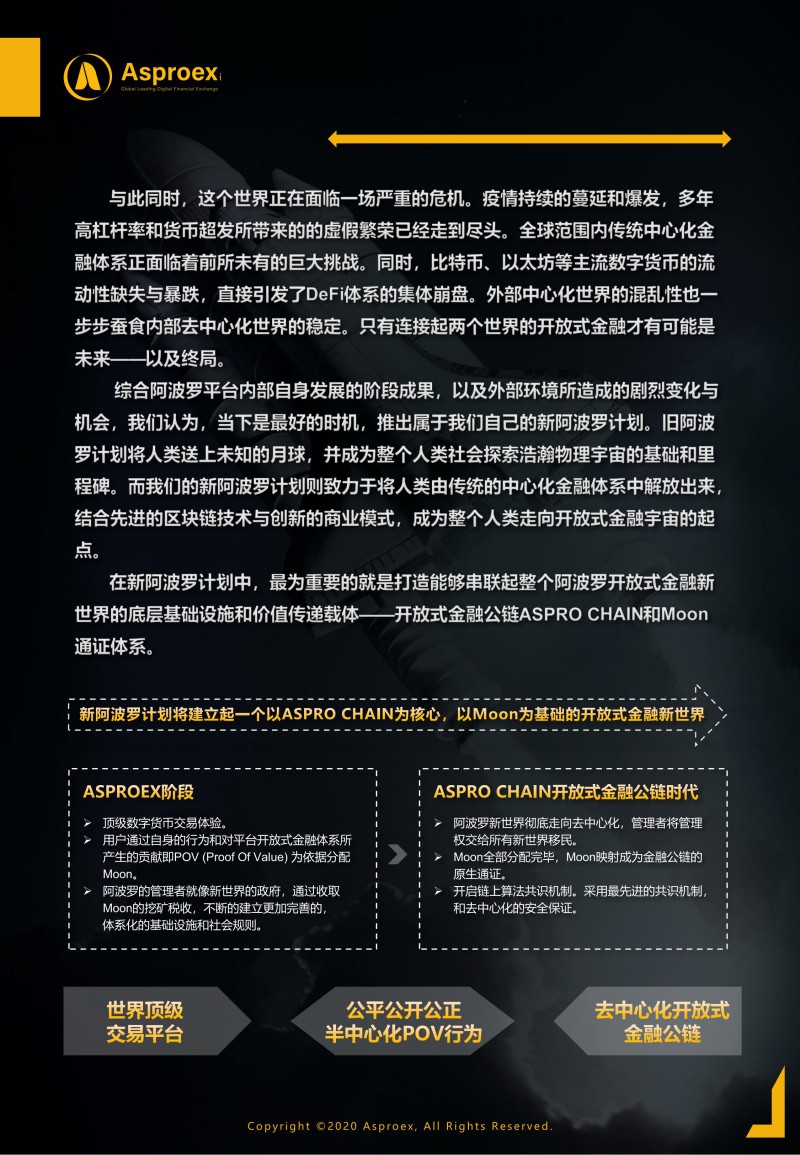 Asproex
Global Leading Digital Financial Exchange
与此同时，这个世界正在面临一场严重的危机。疫情持续的蔓延和爆发，多年
高杠杆率和货币超发所带来的的虚假繁荣已经走到尽头。全球范围内传统中心化金
融体系正面临着前所未有的巨大挑战。同时，比特币、以太坊等主流数字货币的流
动性缺失与暴跌，直接引发了DeFi体系的集体崩盘。外部中心化世界的混乱性也一
步步蚕食内部去中心化世界的稳定。只有连接起两个世界的开放式金融才有可能是
未来——以及终局。
综合阿波罗平台内部自身发展的阶段成果，以及外部环境所造成的剧烈变化与
机会，我们认为，当下是最好的时机，推出属于我们自己的新阿波罗计划。旧阿波
罗计划将人类送上未知的月球，并成为整个人类社会探索浩瀚物理宇宙的基础和里
程碑。而我们的新阿波罗计划则致力于将人类由传统的中心化金融体系中解放出来，
结合先进的区块链技术与创新的商业模式，成为整个人类走向开放式金融宇宙的起
点。
在新阿波罗计划中，最为重要的就是打造能够串联起整个阿波罗开放式金融新
世界的底层基础设施和价值传递载体——开放式金融公链ASPRO CHAIN和Moon
通证体系。
新阿波罗计划将建立起一个以ASPRO CHAIN为核心，以Moon为基础的开放式金融新世界
ASPROEX阶段
➢ 顶级数字货币交易体验。
➢ 用户通过自身的行为和对平台开放式金融体系所
产生的贡献即POV (Proof Of Value) 为依据分配
Moon。
➢ 阿波罗的管理者就像新世界的政府，通过收取
Moon的挖矿税收，不断的建立更加完善的，
体系化的基础设施和社会规则。
ASPRO CHAIN开放式金融公链时代
➢ 阿波罗新世界彻底走向去中心化，管理者将管理
权交给所有新世界移民。
➢ Moon全部分配完毕，Moon映射成为金融公链的
原生通证。
➢ 开启链上算法共识机制。采用最先进的共识机制，
和去中心化的安全保证。
世界顶级
交易平台
公平公开公正
半中心化POV行为
去中心化开放式
金融公链
Copyright ©2020 Asproex, All Rights Reserved.